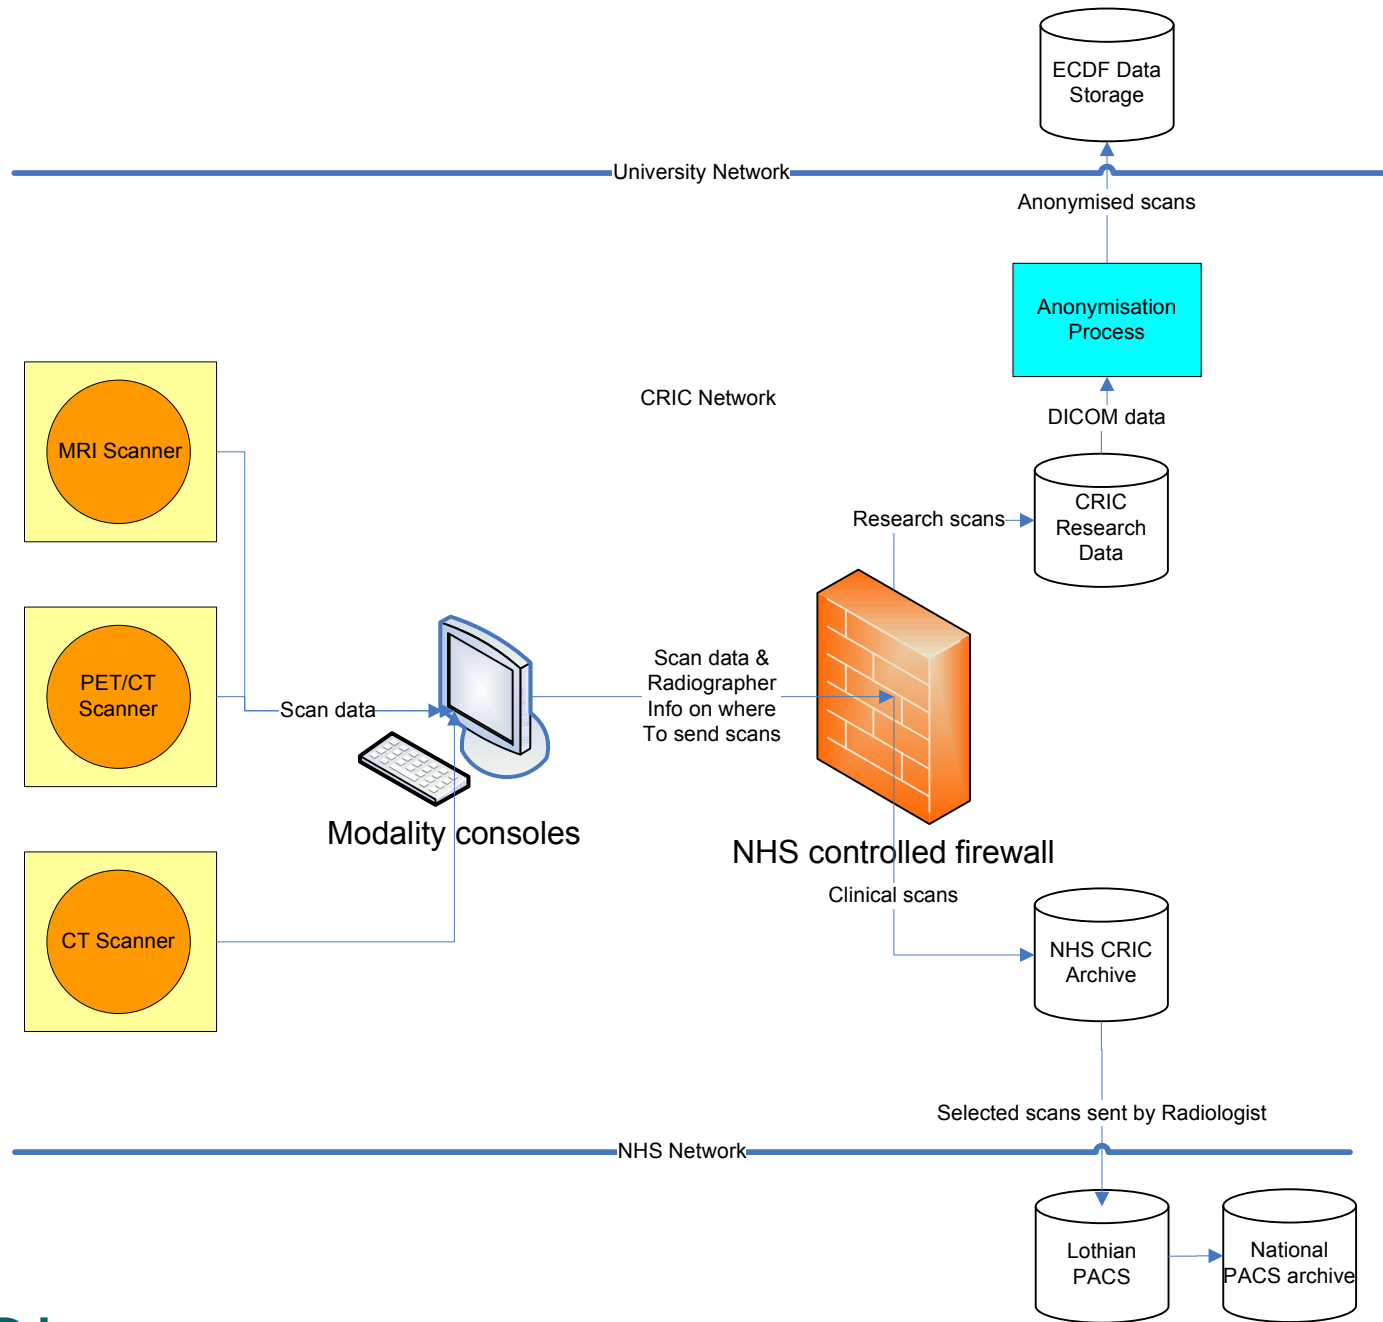 ECDF Data
Storage
University Network
Anonymised scans
Anonymisation
Process
CRIC Network
DICOM data
MRI Scanner
CRIC
Research
Data
Research scans
PET/CT
Scanner
Scan data
Scan data &
Radiographer
Info on where
To send scans
Modality consoles
NHS controlled firewall
Clinical scans
CT Scanner
NHS CRIC
Archive
Selected scans sent by Radiologist
NHS Network
Lothian
PACS
National
PACS archive